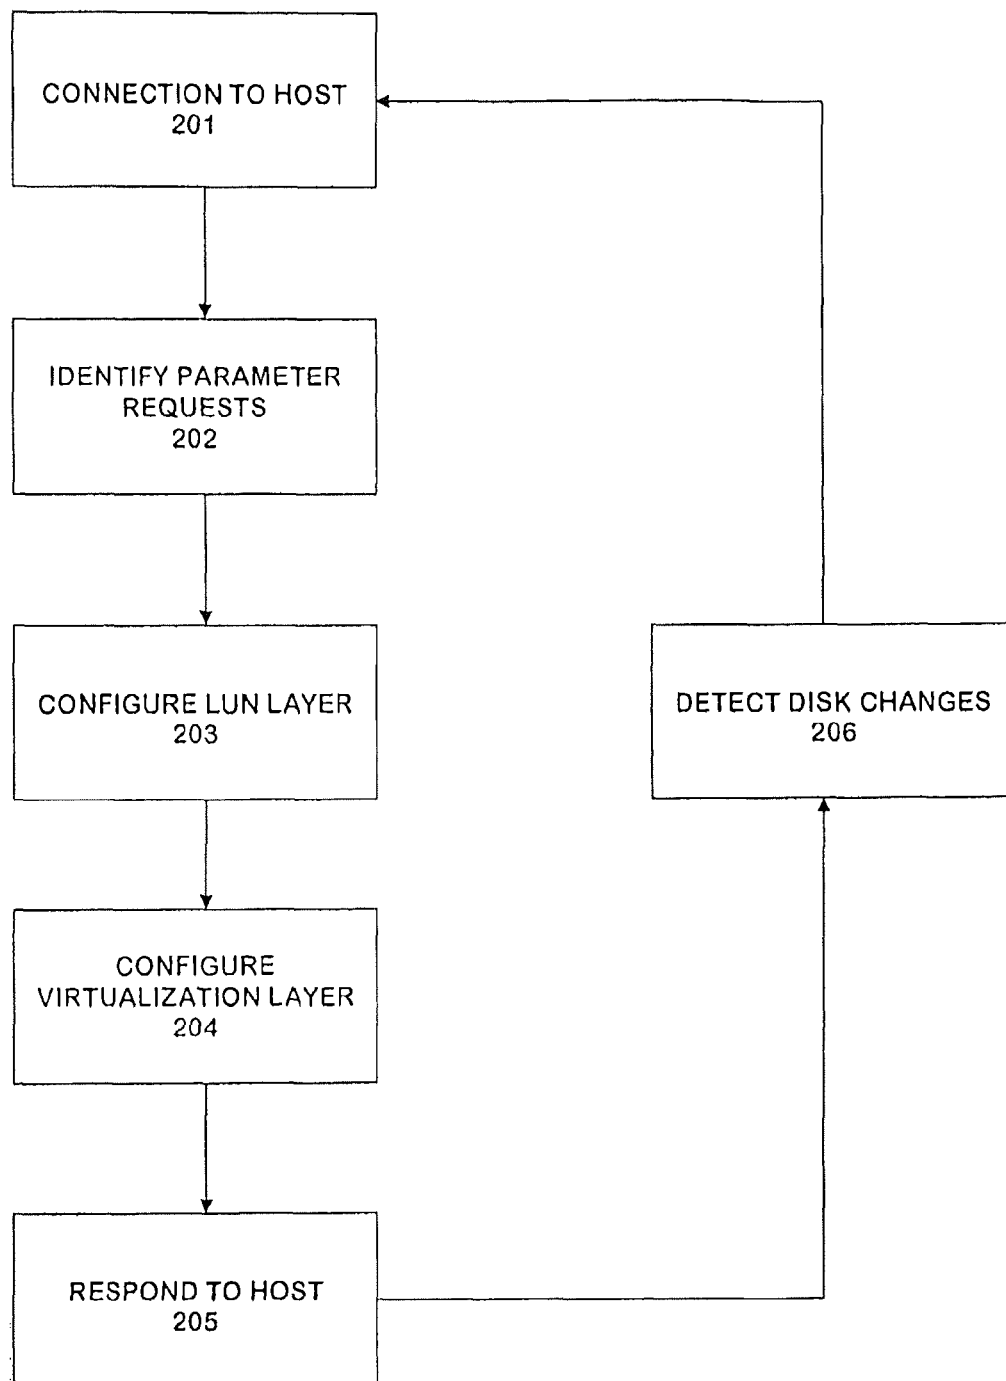 CONNECTION TO HOST
201
IDENTIFY PARAMETER
REQUESTS
202
CONFIGURE LUN LAYER
203
DETECT DISK CHANGES
206
CONFIGURE
VIRTUALIZATION LAYER
204
RESPOND TO HOST
205